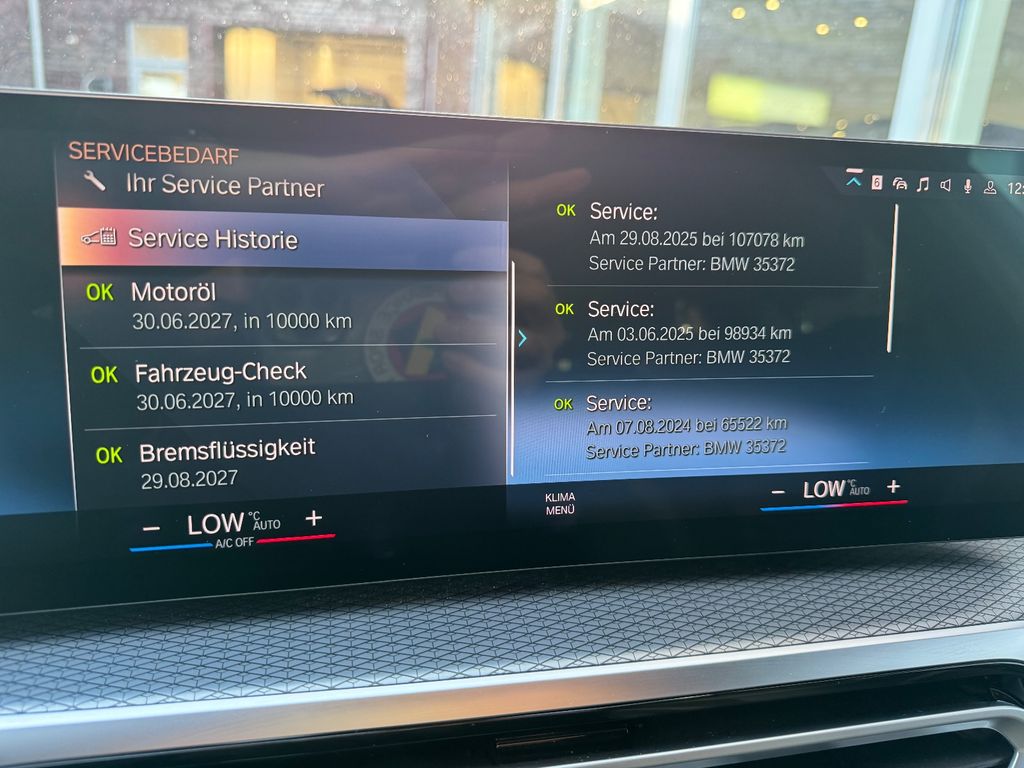 SERVICEBEDARF
Ihr Service Partner
Service Historie
OK Motoröl
30.06.2027, in 10000 km
OK Fahrzeug-Check
30.06.2027, in 10000 km
OK Bremsflüssigkeit
29.08.2027
6
12:
OK Service:
Am 29.08.2025 bei 107078 km
Service Partner: BMW 35372
OK Service:
Am 03.06.2025 bei 98934 km
Service Partner: BMW 35372
OK Service:
Am 07.08.2024 bei 65522 km
Service Partner: BMW 35372
− LOW °C AUTO +
A/C OFF
KLIMA
MENÜ
− LOW °C AUTO +